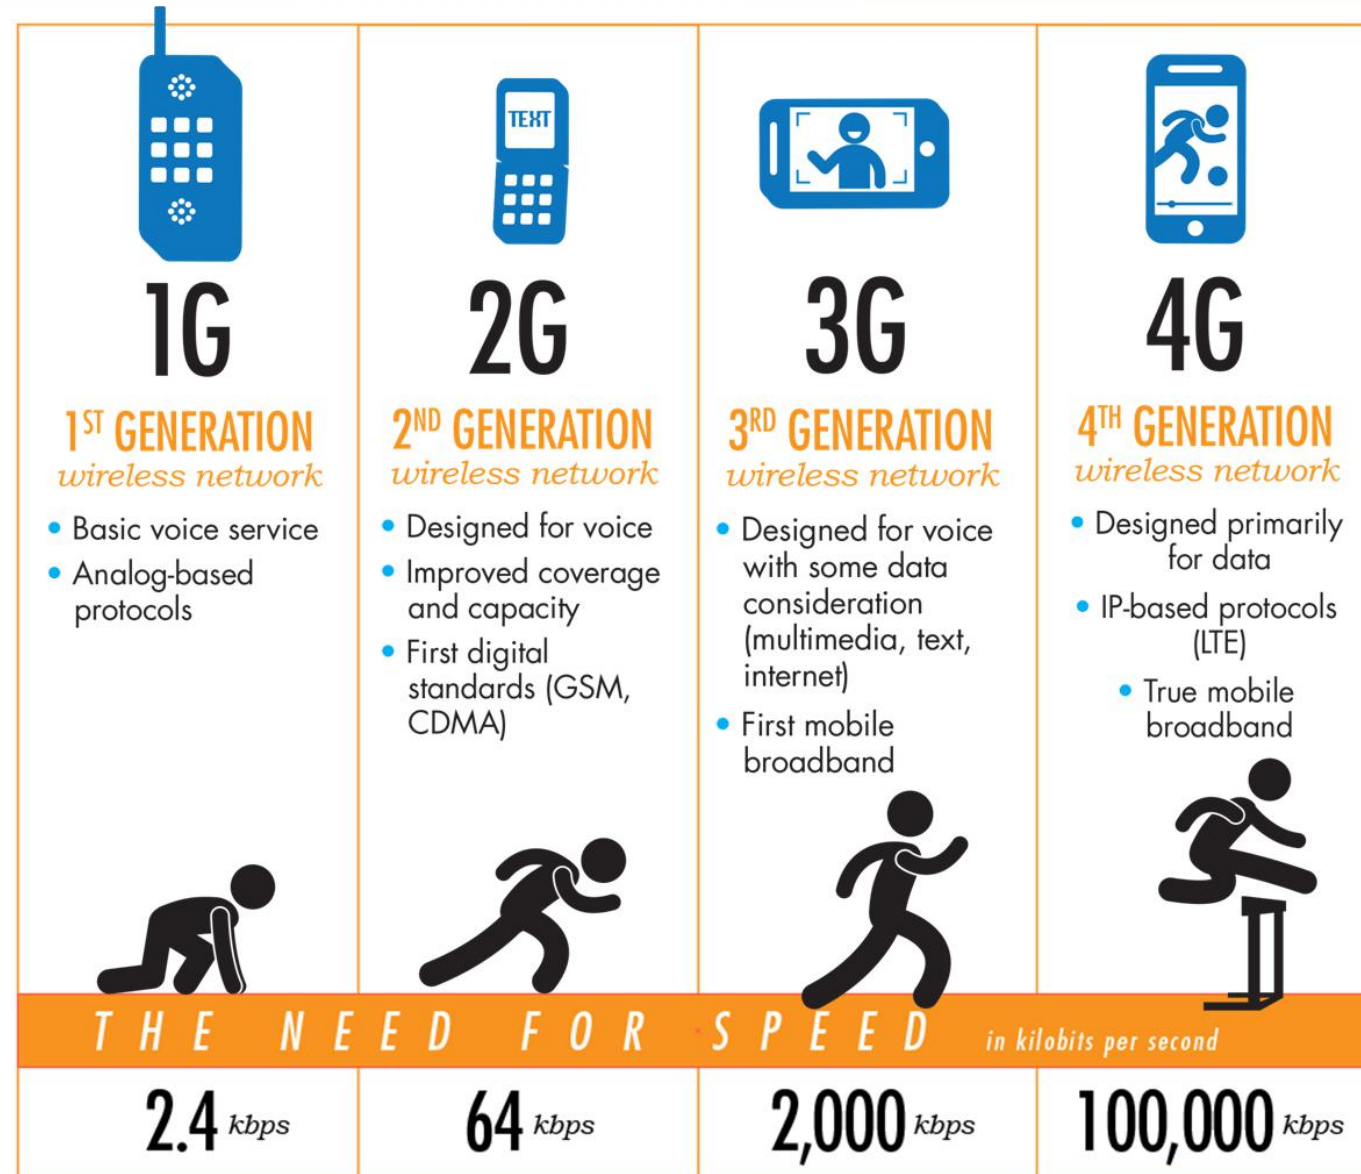 TEXT
1G
1ST GENERATION
wireless network
• Basic voice service
• Analog-based
protocols
2G
2ND GENERATION
wireless network
• Designed for voice
• Improved coverage
and capacity
• First digital
standards (GSM,
CDMA)
3G
3RD GENERATION
wireless network
• Designed for voice
with some data
consideration
(multimedia, text,
internet)
• First mobile
broadband
4G
4TH GENERATION
wireless network
• Designed primarily
for data
• IP-based protocols
(LTE)
• True mobile
broadband
THE NEED FOR SPEED in kilobits per second
2.4 kbps
64 kbps
2,000 kbps
100,000 kbps